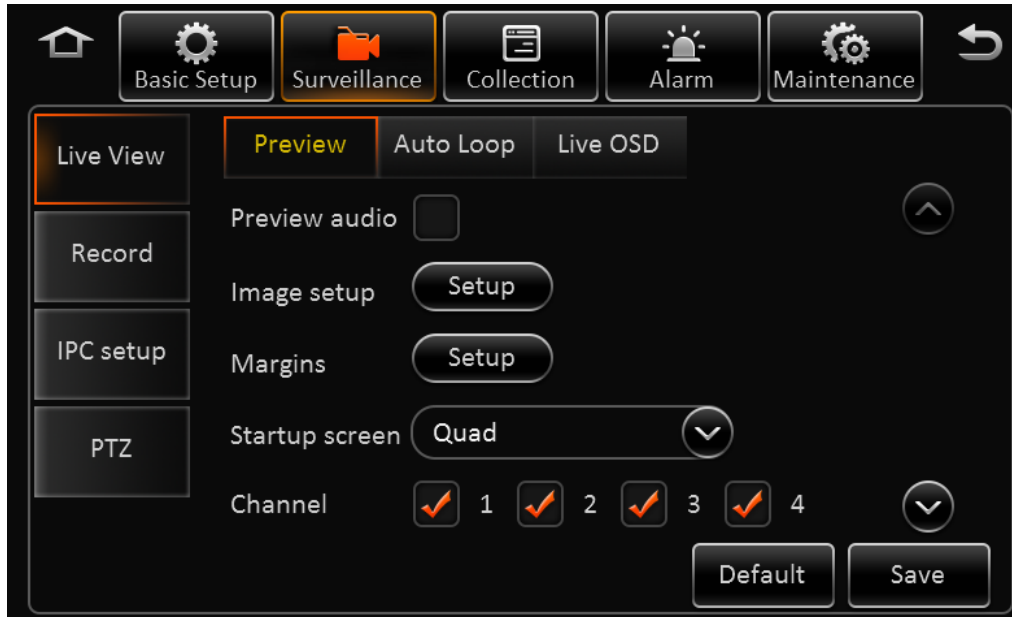 Basic Setup Surveillance Collection Alarm Maintenance
Live View Preview Auto Loop Live OSD
Preview audio
Record
Image setup Setup
IPC setup
Margins Setup
PTZ
Startup screen Quad
Channel 1 2 3 4
Default Save